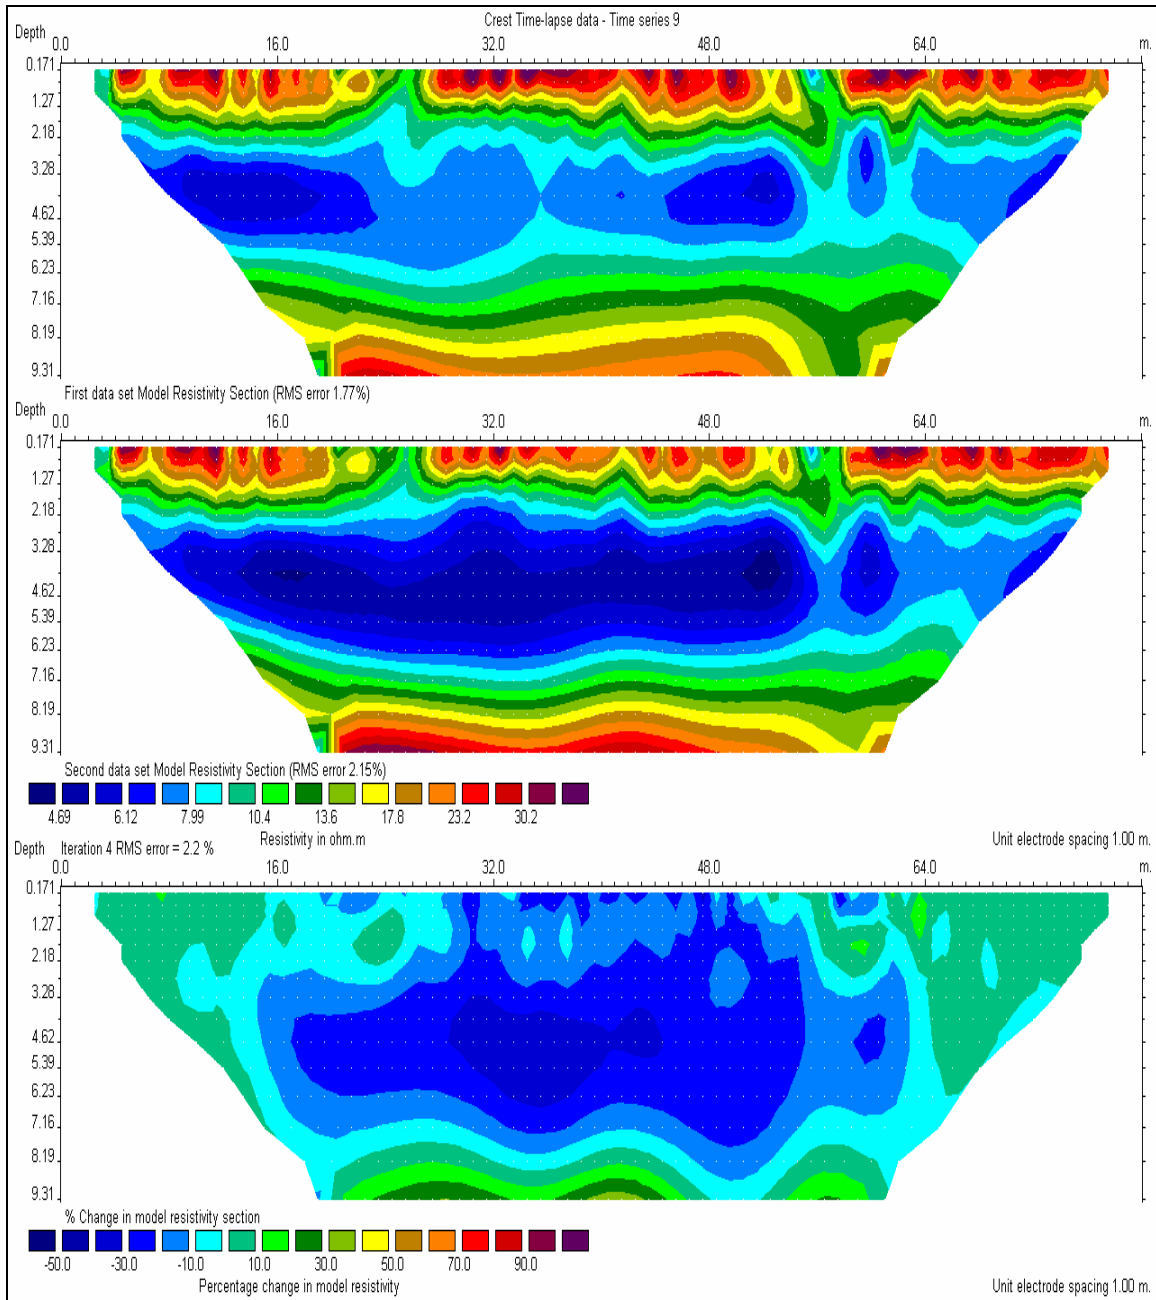 Crest Time-lapse data - Time series 9
Depth 0.0 16.0 32.0 48.0 64.0 m.
0.171
1.27
2.18
3.28
4.62
5.39
6.23
7.16
8.19
9.31
First data set Model Resistivity Section (RMS error 1.77%)
Depth 0.0 16.0 32.0 48.0 64.0 m.
0.171
1.27
2.18
3.28
4.62
5.39
6.23
7.16
8.19
9.31
Second data set Model Resistivity Section (RMS error 2.15%)
4.69 6.12 7.99 10.4 13.6 17.8 23.2 30.2
Resistivity in ohm.m Unit electrode spacing 1.00 m.
Depth Iteration 4 RMS error = 2.2 %
0.0 16.0 32.0 48.0 64.0 m.
0.171
1.27
2.18
3.28
4.62
5.39
6.23
7.16
8.19
9.31
% Change in model resistivity section
-50.0 -30.0 -10.0 10.0 30.0 50.0 70.0 90.0
Percentage change in model resistivity Unit electrode spacing 1.00 m.